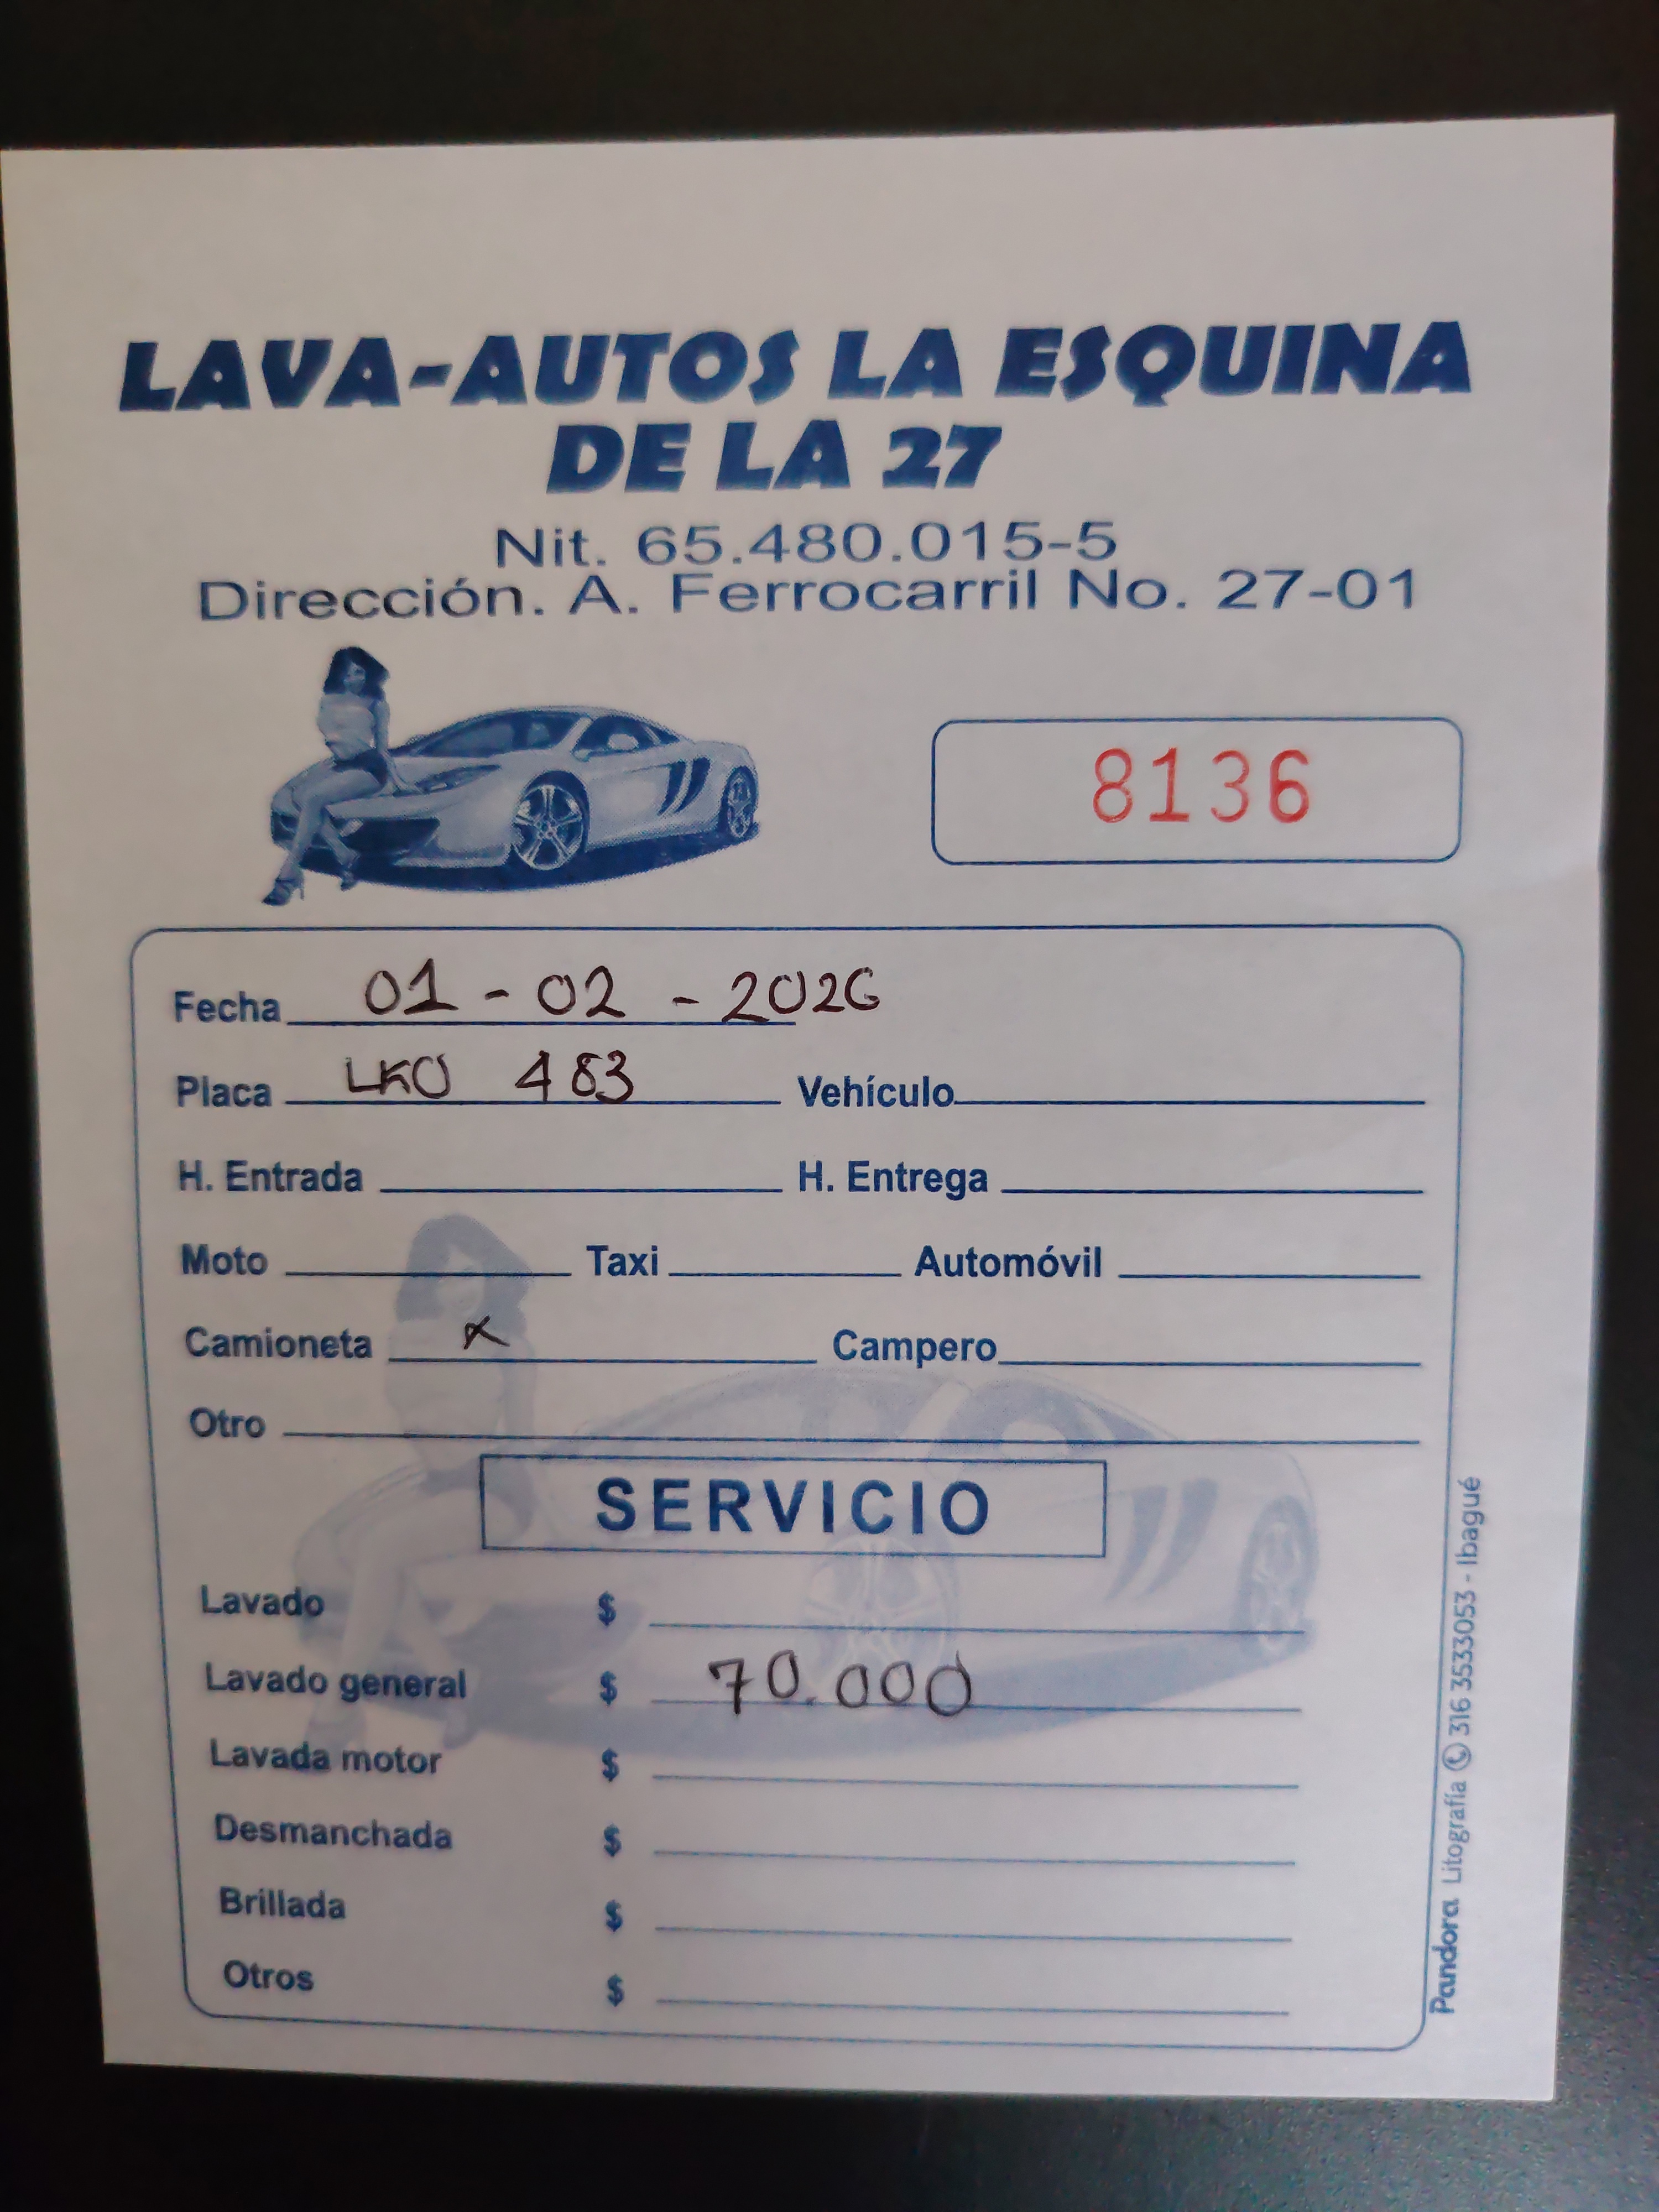 LAVA-AUTOS LA ESQUINA
DE LA 27
Nit. 65.480.015-5
Dirección. A. Ferrocarril No. 27-01
8136
Fecha 01 - 02 - 2026
Placa LKO 483 Vehículo
H. Entrada H. Entrega
Moto Taxi Automóvil
Camioneta x Campero
Otro
SERVICIO
Lavado $
Lavado general $ 70.000
Lavada motor $
Desmanchada $
Brillada $
Otros $
Pandora Litografía 316 3533053 - Ibagué